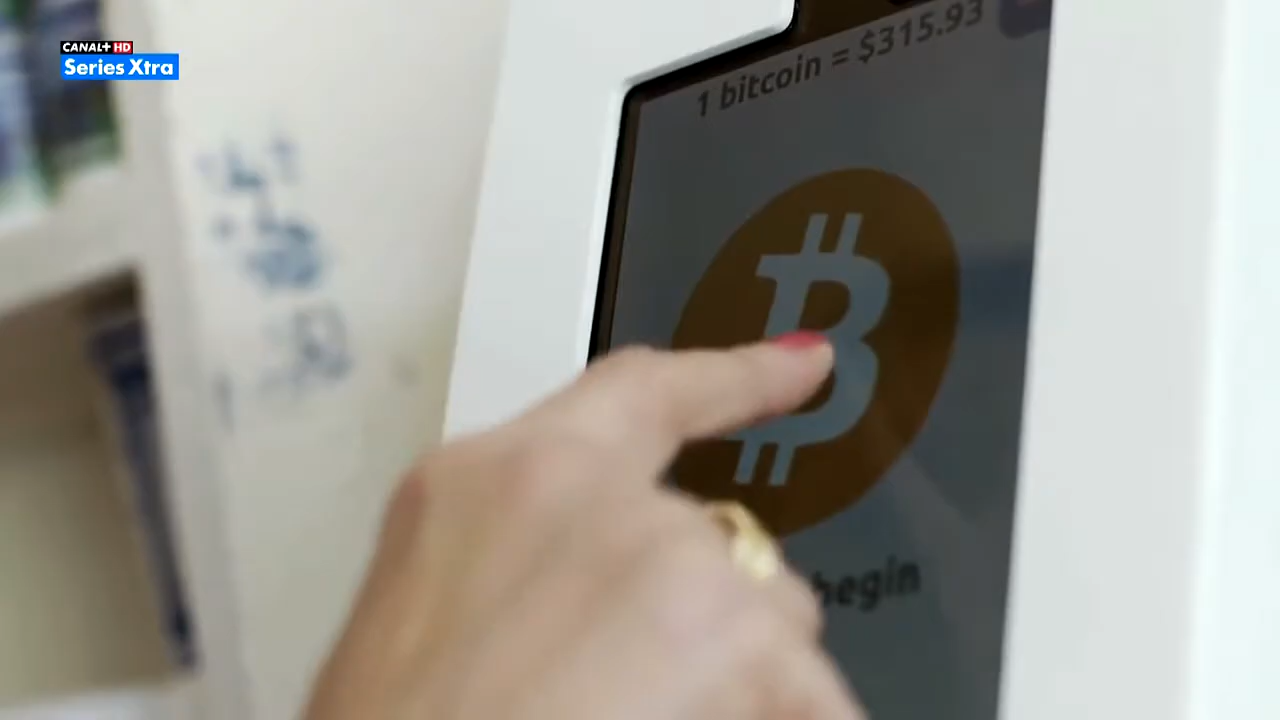 CANAL+ HD
Series Xtra
1 bitcoin = $315.93
begin